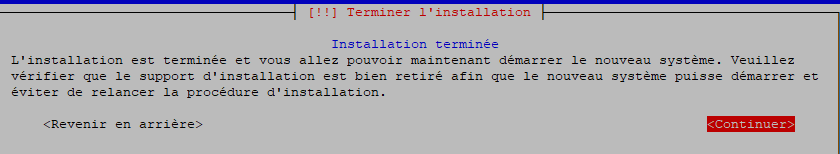 [!!] Terminer l'installation
Installation terminée
L'installation est terminée et vous allez pouvoir maintenant démarrer le nouveau système. Veuillez
vérifier que le support d'installation est bien retiré afin que le nouveau système puisse démarrer et
éviter de relancer la procédure d'installation.
<Revenir en arrière> <Continuer>